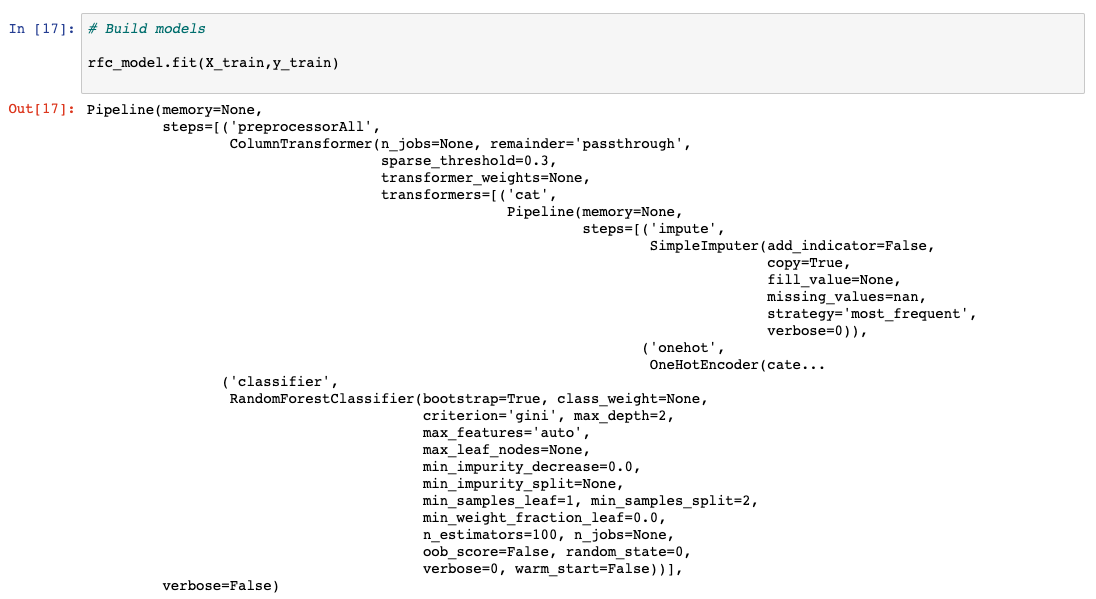 In [17]: # Build models
rfc_model.fit(X_train,y_train)
Out[17]: Pipeline(memory=None,
steps=[('preprocessorAll',
ColumnTransformer(n_jobs=None, remainder='passthrough',
sparse_threshold=0.3,
transformer_weights=None,
transformers=[('cat',
Pipeline(memory=None,
steps=[('impute',
SimpleImputer(add_indicator=False,
copy=True,
fill_value=None,
missing_values=nan,
strategy='most_frequent',
verbose=0)),
('onehot',
OneHotEncoder(cate...
('classifier',
RandomForestClassifier(bootstrap=True, class_weight=None,
criterion='gini', max_depth=2,
max_features='auto',
max_leaf_nodes=None,
min_impurity_decrease=0.0,
min_impurity_split=None,
min_samples_leaf=1, min_samples_split=2,
min_weight_fraction_leaf=0.0,
n_estimators=100, n_jobs=None,
oob_score=False, random_state=0,
verbose=0, warm_start=False))],
verbose=False)